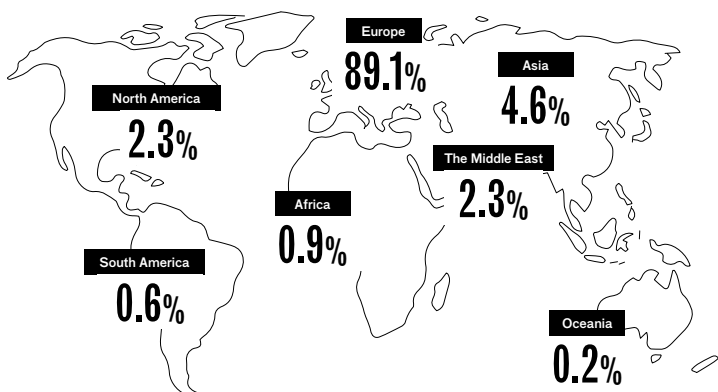 Europe
89.1%
Asia
4.6%
North America
2.3%
The Middle East
2.3%
Africa
0.9%
South America
0.6%
Oceania
0.2%